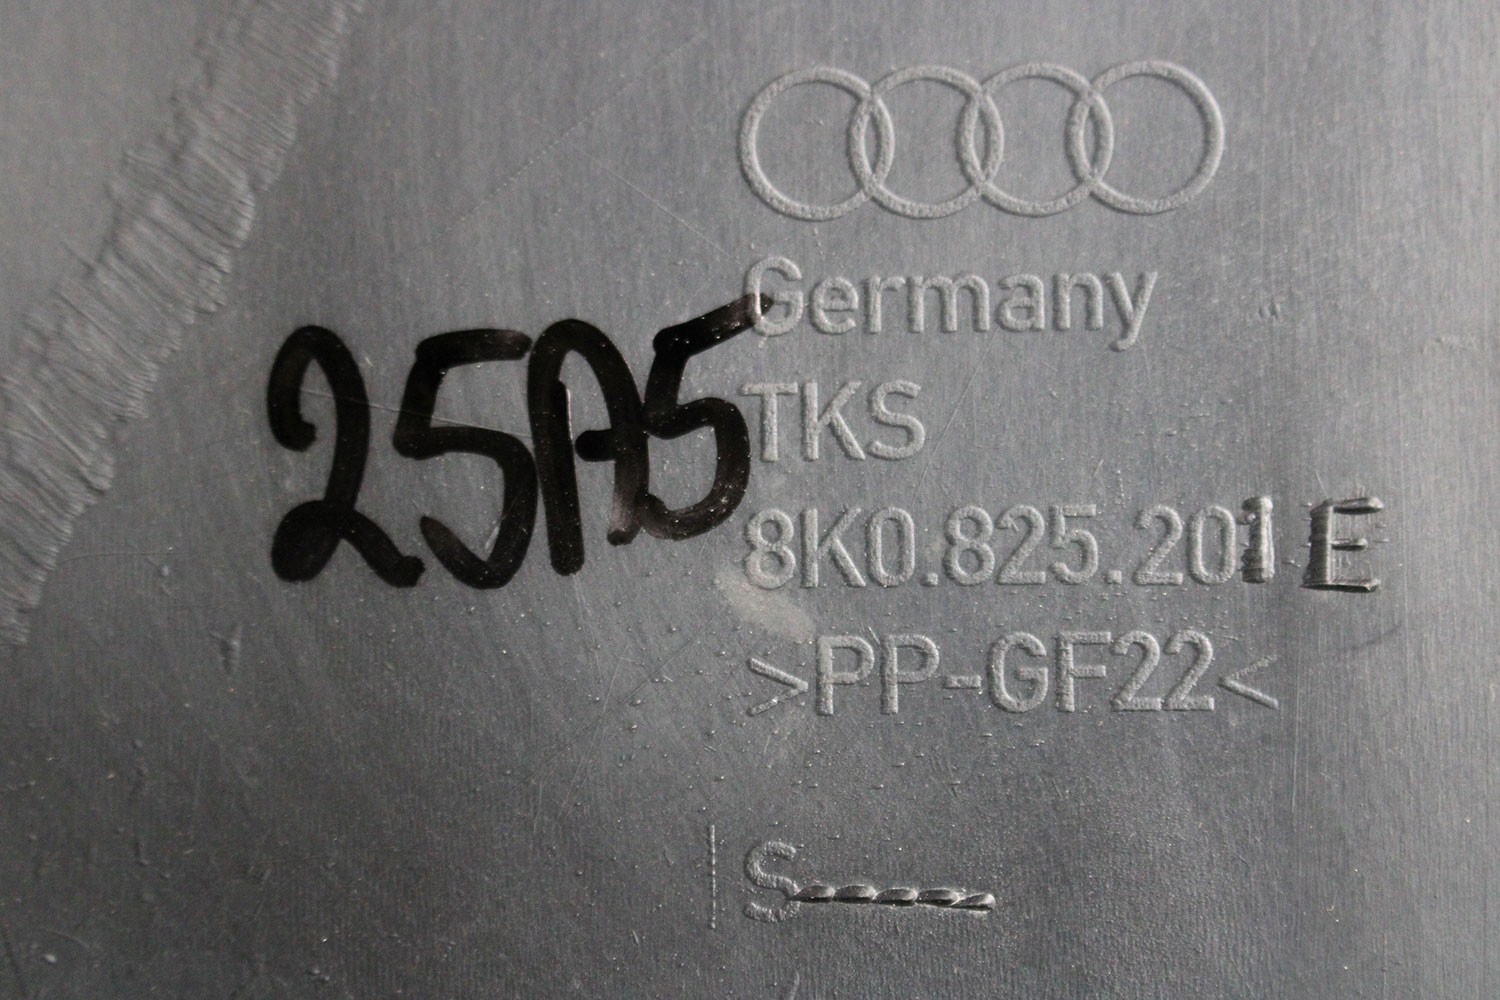 Germany
25A5
TKS
8K0.825.201 E
>PP-GF22<
S